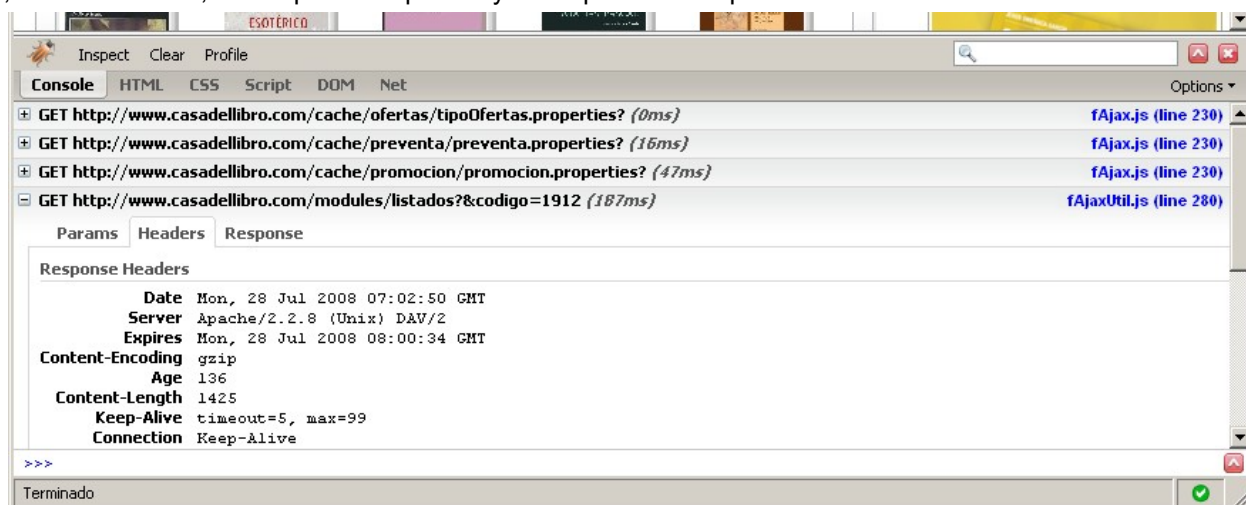 ESOTÉRICO
Inspect Clear Profile
Console HTML CSS Script DOM Net Options
GET http://www.casadellibro.com/cache/ofertas/tipoOfertas.properties? (0ms) fAjax.js (line 230)
GET http://www.casadellibro.com/cache/preventa/preventa.properties? (16ms) fAjax.js (line 230)
GET http://www.casadellibro.com/cache/promocion/promocion.properties? (47ms) fAjax.js (line 230)
GET http://www.casadellibro.com/modules/listados?&codigo=1912 (187ms) fAjaxUtil.js (line 280)
Params Headers Response
Response Headers
Date Mon, 28 Jul 2008 07:02:50 GMT
Server Apache/2.2.8 (Unix) DAV/2
Expires Mon, 28 Jul 2008 08:00:34 GMT
Content-Encoding gzip
Age 136
Content-Length 1425
Keep-Alive timeout=5, max=99
Connection Keep-Alive
>>>
Terminado